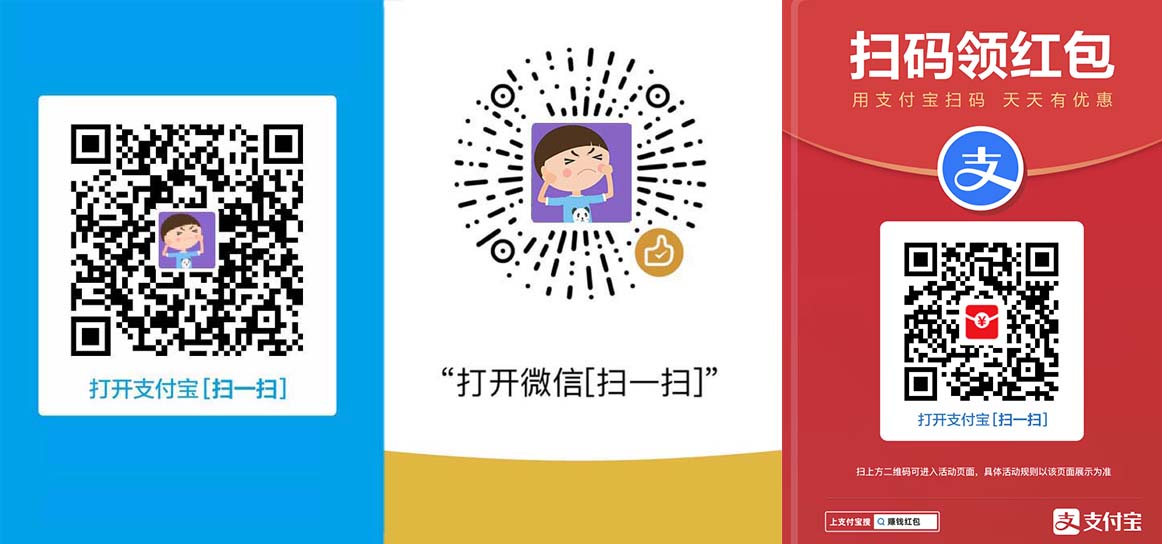 打开支付宝[扫一扫]
“打开微信[扫一扫]”
扫码领红包
用支付宝扫码 天天有优惠
支
打开支付宝[扫一扫]
扫上方二维码可进入活动页面，具体活动规则以该页面展示为准
上支付宝搜 赚钱红包
支 支付宝